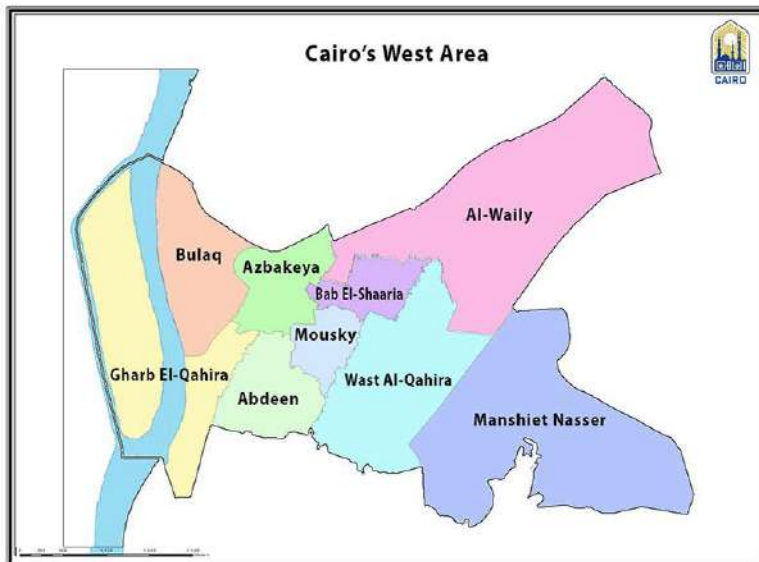 Cairo's West Area
CAIRO
Al-Waily
Bulaq
Azbakeya
Bab El-Shaaria
Mousky
Gharb El-Qahira
Wast Al-Qahira
Abdeen
Manshiet Nasser